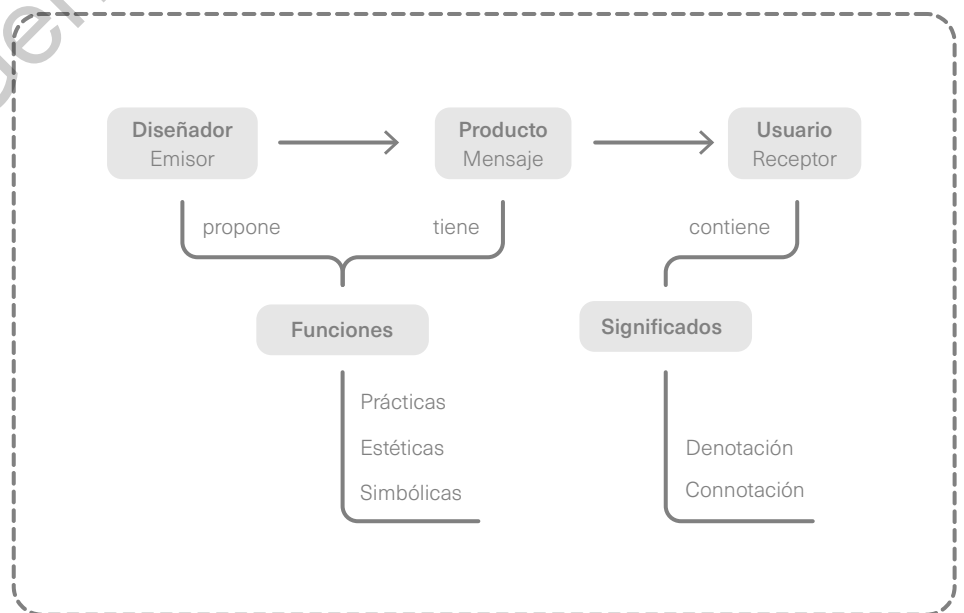 Diseñador
Emisor
Producto
Mensaje
Usuario
Receptor
propone
tiene
contiene
Funciones
Significados
Prácticas
Estéticas
Simbólicas
Denotación
Connotación